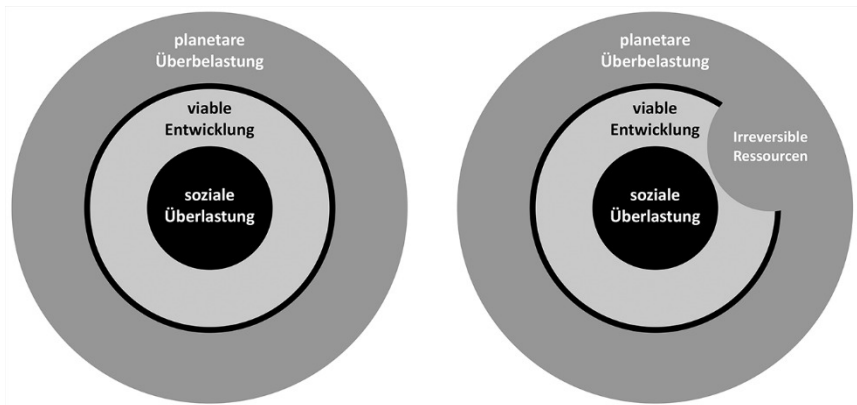 planetare
Überbelastung
viable
Entwicklung
soziale
Überlastung
planetare
Überbelastung
viable
Entwicklung
Irreversible
Ressourcen
soziale
Überlastung